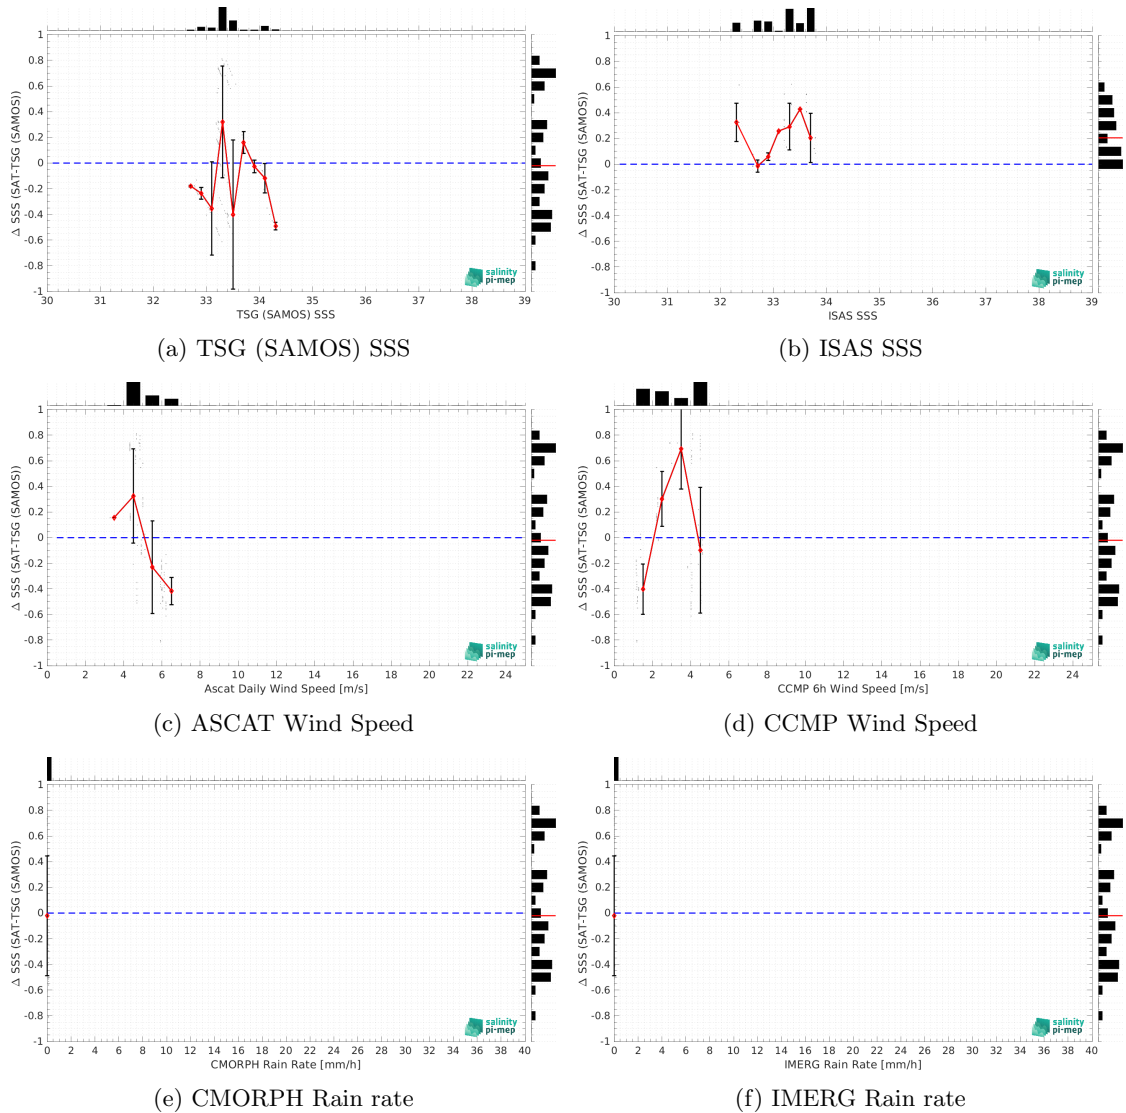 1
0.8
0.6
0.4
0.2
0
-0.2
-0.4
-0.6
-0.8
-1
Δ SSS (SAT-TSG (SAMOS))
30 31 32 33 34 35 36 37 38 39
TSG (SAMOS) SSS
salinity
pi-mep
(a) TSG (SAMOS) SSS
1
0.8
0.6
0.4
0.2
0
-0.2
-0.4
-0.6
-0.8
-1
Δ SSS (SAT-TSG (SAMOS))
30 31 32 33 34 35 36 37 38 39
ISAS SSS
salinity
pi-mep
(b) ISAS SSS
1
0.8
0.6
0.4
0.2
0
-0.2
-0.4
-0.6
-0.8
-1
Δ SSS (SAT-TSG (SAMOS))
0 2 4 6 8 10 12 14 16 18 20 22 24
Ascat Daily Wind Speed [m/s]
salinity
pi-mep
(c) ASCAT Wind Speed
1
0.8
0.6
0.4
0.2
0
-0.2
-0.4
-0.6
-0.8
-1
Δ SSS (SAT-TSG (SAMOS))
0 2 4 6 8 10 12 14 16 18 20 22 24
CCMP 6h Wind Speed [m/s]
salinity
pi-mep
(d) CCMP Wind Speed
1
0.8
0.6
0.4
0.2
0
-0.2
-0.4
-0.6
-0.8
-1
Δ SSS (SAT-TSG (SAMOS))
0 2 4 6 8 10 12 14 16 18 20 22 24 26 28 30 32 34 36 38 40
CMORPH Rain Rate [mm/h]
salinity
pi-mep
(e) CMORPH Rain rate
1
0.8
0.6
0.4
0.2
0
-0.2
-0.4
-0.6
-0.8
-1
Δ SSS (SAT-TSG (SAMOS))
0 2 4 6 8 10 12 14 16 18 20 22 24 26 28 30 32 34 36 38 40
IMERG Rain Rate [mm/h]
salinity
pi-mep
(f) IMERG Rain rate